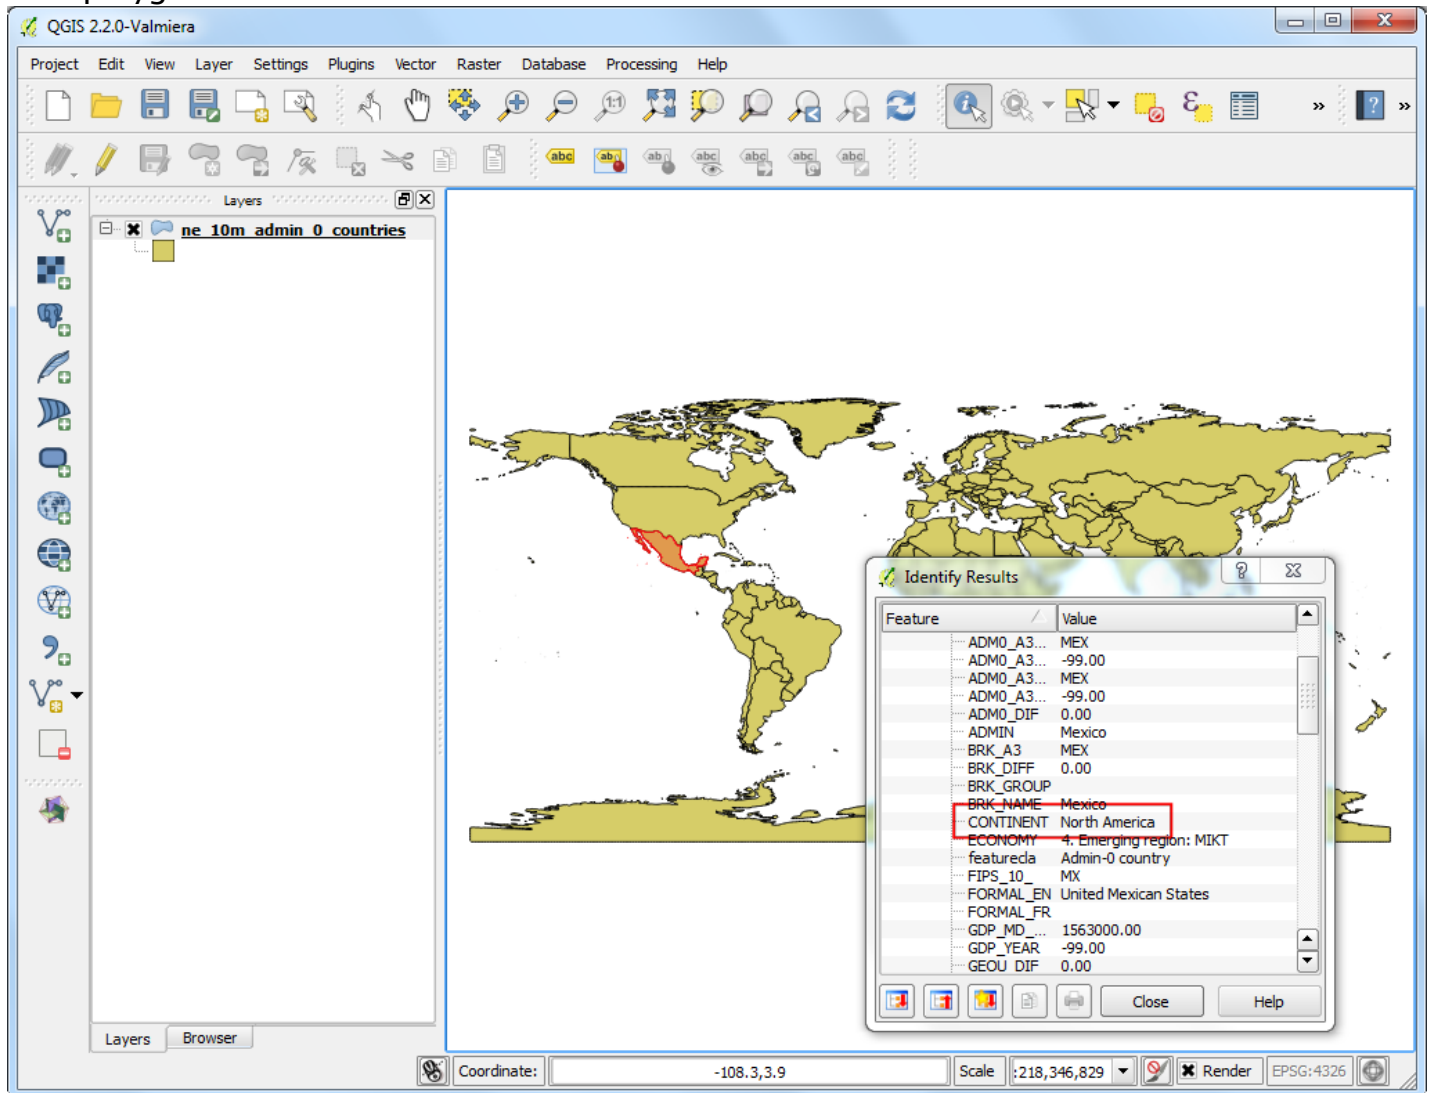 QGIS 2.2.0-Valmiera
Project Edit View Layer Settings Plugins Vector Raster Database Processing Help
Layers
ne_10m_admin_0_countries
Identify Results
Feature Value
ADM0_A3... MEX
ADM0_A3... -99.00
ADM0_A3... MEX
ADM0_A3... -99.00
ADM0_DIF 0.00
ADMIN Mexico
BRK_A3 MEX
BRK_DIFF 0.00
BRK_GROUP
BRK_NAME Mexico
CONTINENT North America
ECONOMY 4. Emerging region: MIKT
featurecla Admin-0 country
FIPS_10_ MX
FORMAL_EN United Mexican States
FORMAL_FR
GDP_MD_... 1563000.00
GDP_YEAR -99.00
GEOU_DIF 0.00
Close Help
Layers Browser
Coordinate: -108.3,3.9 Scale :218,346,829 Render EPSG:4326